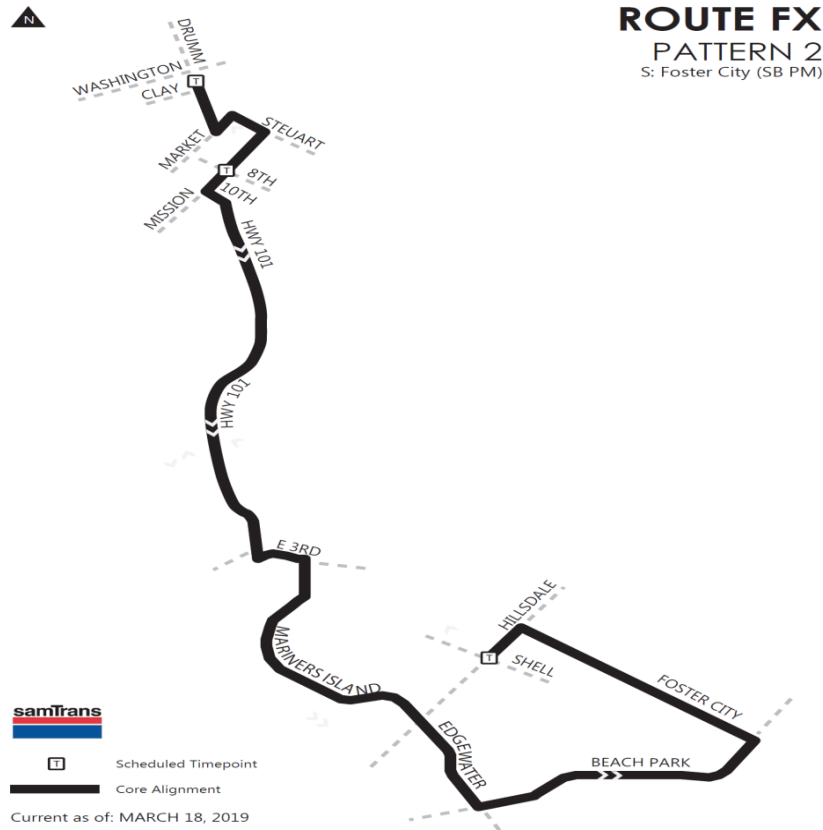 N
ROUTE FX
PATTERN 2
S: Foster City (SB PM)
DRUMM
WASHINGTON
CLAY
T
MARKET
STEUART
T
8TH
10TH
MISSION
HWY 101
HWY 101
E 3RD
MARINERS ISLAND
HILLSDALE
T
SHELL
FOSTER CITY
EDGEWATER
BEACH PARK
samTrans
T Scheduled Timepoint
Core Alignment
Current as of: MARCH 18, 2019